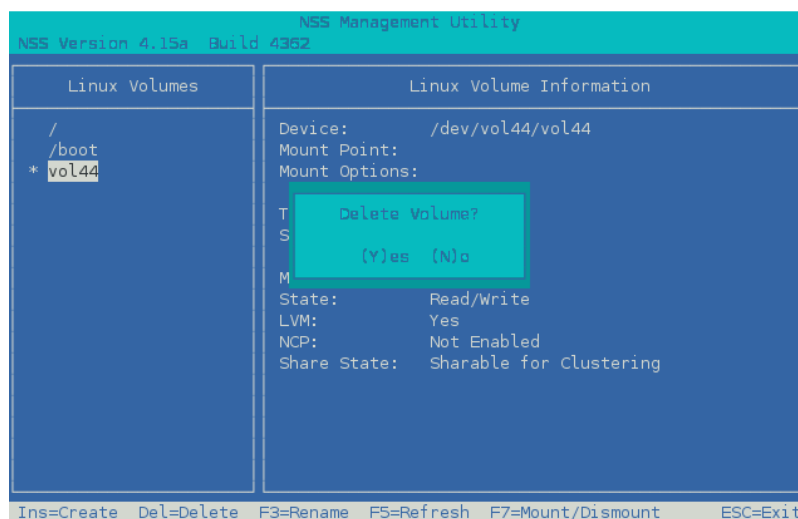 NSS Management Utility
NSS Version 4.15a Build 4362
Linux Volumes
/
/boot
* vol44
Linux Volume Information
Device: /dev/vol44/vol44
Mount Point:
Mount Options:
T
S
M
Delete Volume?
(Y)es (N)o
State: Read/Write
LVM: Yes
NCP: Not Enabled
Share State: Sharable for Clustering
Ins=Create Del=Delete F3=Rename F5=Refresh F7=Mount/Dismount ESC=Exit